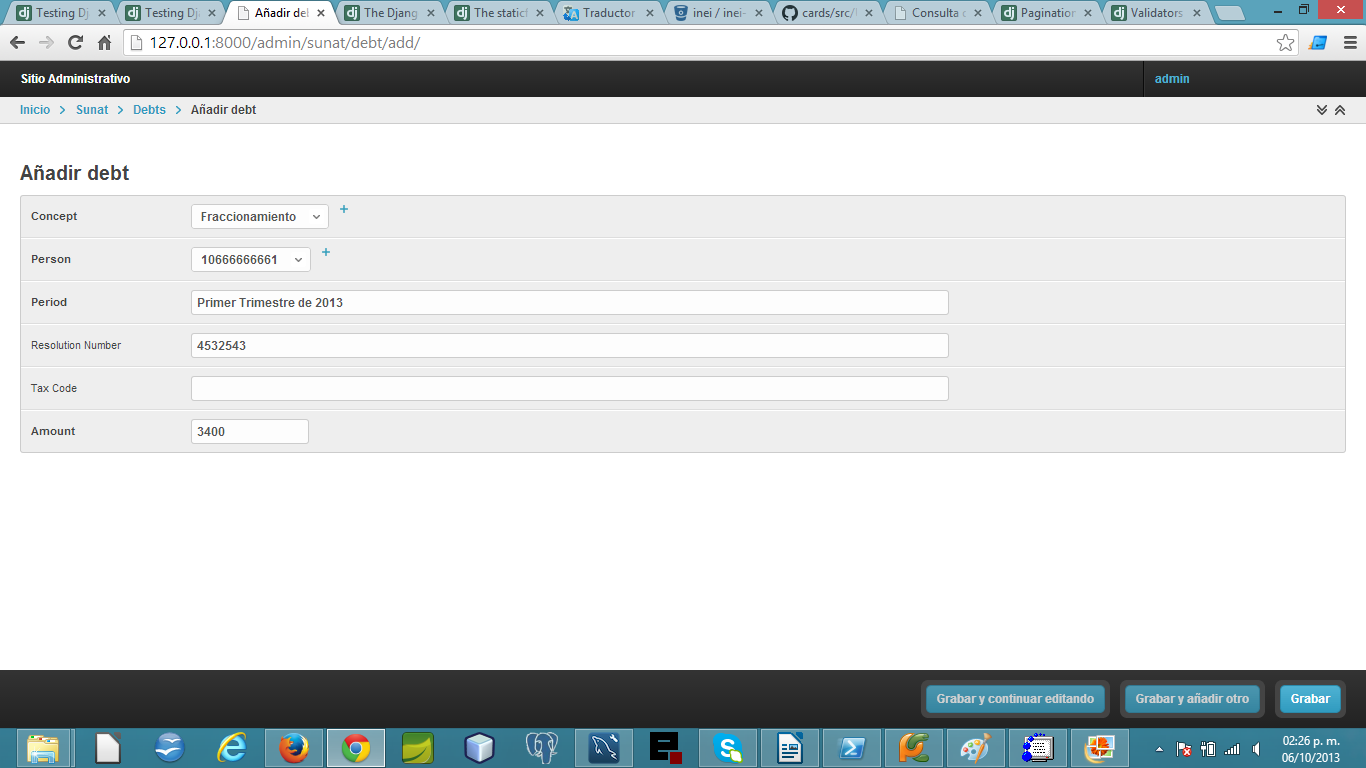 Testing Dj
Testing Dj
Añadir deb
The Djang
The staticf
Traductor
inei / inei-
cards/src/
Consulta
Pagination
Validators
127.0.0.1:8000/admin/sunat/debt/add/
Sitio Administrativo
admin
Inicio > Sunat > Debts > Añadir debt
Añadir debt
Concept
Fraccionamiento
Person
10666666661
Period
Primer Trimestre de 2013
Resolution Number
4532543
Tax Code
Amount
3400
Grabar y continuar editando
Grabar y añadir otro
Grabar
02:26 p. m.
06/10/2013